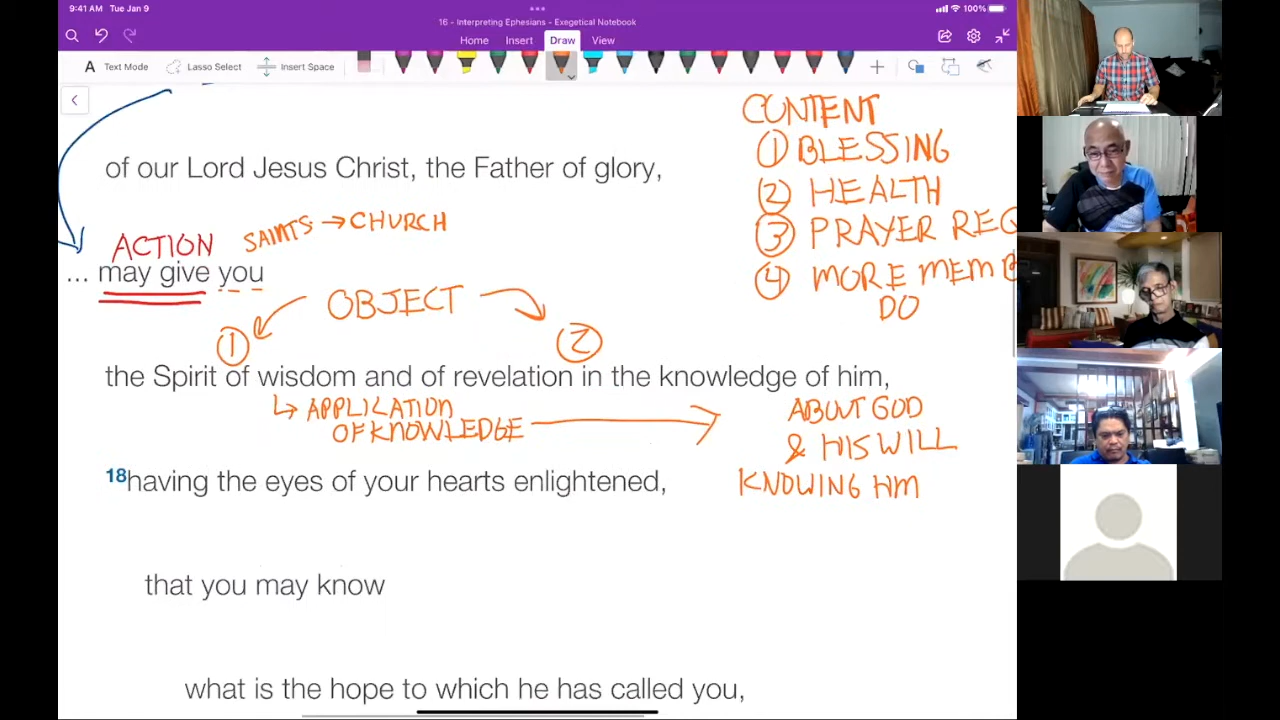 9:41 AM Tue Jan 9
100%
16 - Interpreting Ephesians - Exegetical Notebook
Home Insert Draw View
A Text Mode Lasso Select Insert Space
CONTENT
① BLESSING
of our Lord Jesus Christ, the Father of glory,
② HEALTH
SAINTS → CHURCH
③ PRAYER REQ
ACTION
... may give you
④ MORE MEMB
DO
OBJECT
① ②
the Spirit of wisdom and of revelation in the knowledge of him,
↳ APPLICATION
OF KNOWLEDGE →
ABOUT GOD
& HIS WILL
18having the eyes of your hearts enlightened,
KNOWING HM
that you may know
what is the hope to which he has called you,